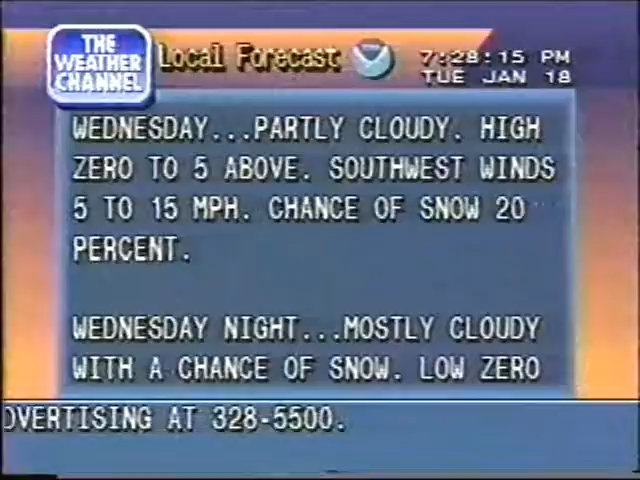 THE
WEATHER
CHANNEL
Local Forecast
7:28:15 PM
TUE JAN 18
WEDNESDAY...PARTLY CLOUDY. HIGH
ZERO TO 5 ABOVE. SOUTHWEST WINDS
5 TO 15 MPH. CHANCE OF SNOW 20
PERCENT.
WEDNESDAY NIGHT...MOSTLY CLOUDY
WITH A CHANCE OF SNOW. LOW ZERO
DVERTISING AT 328-5500.